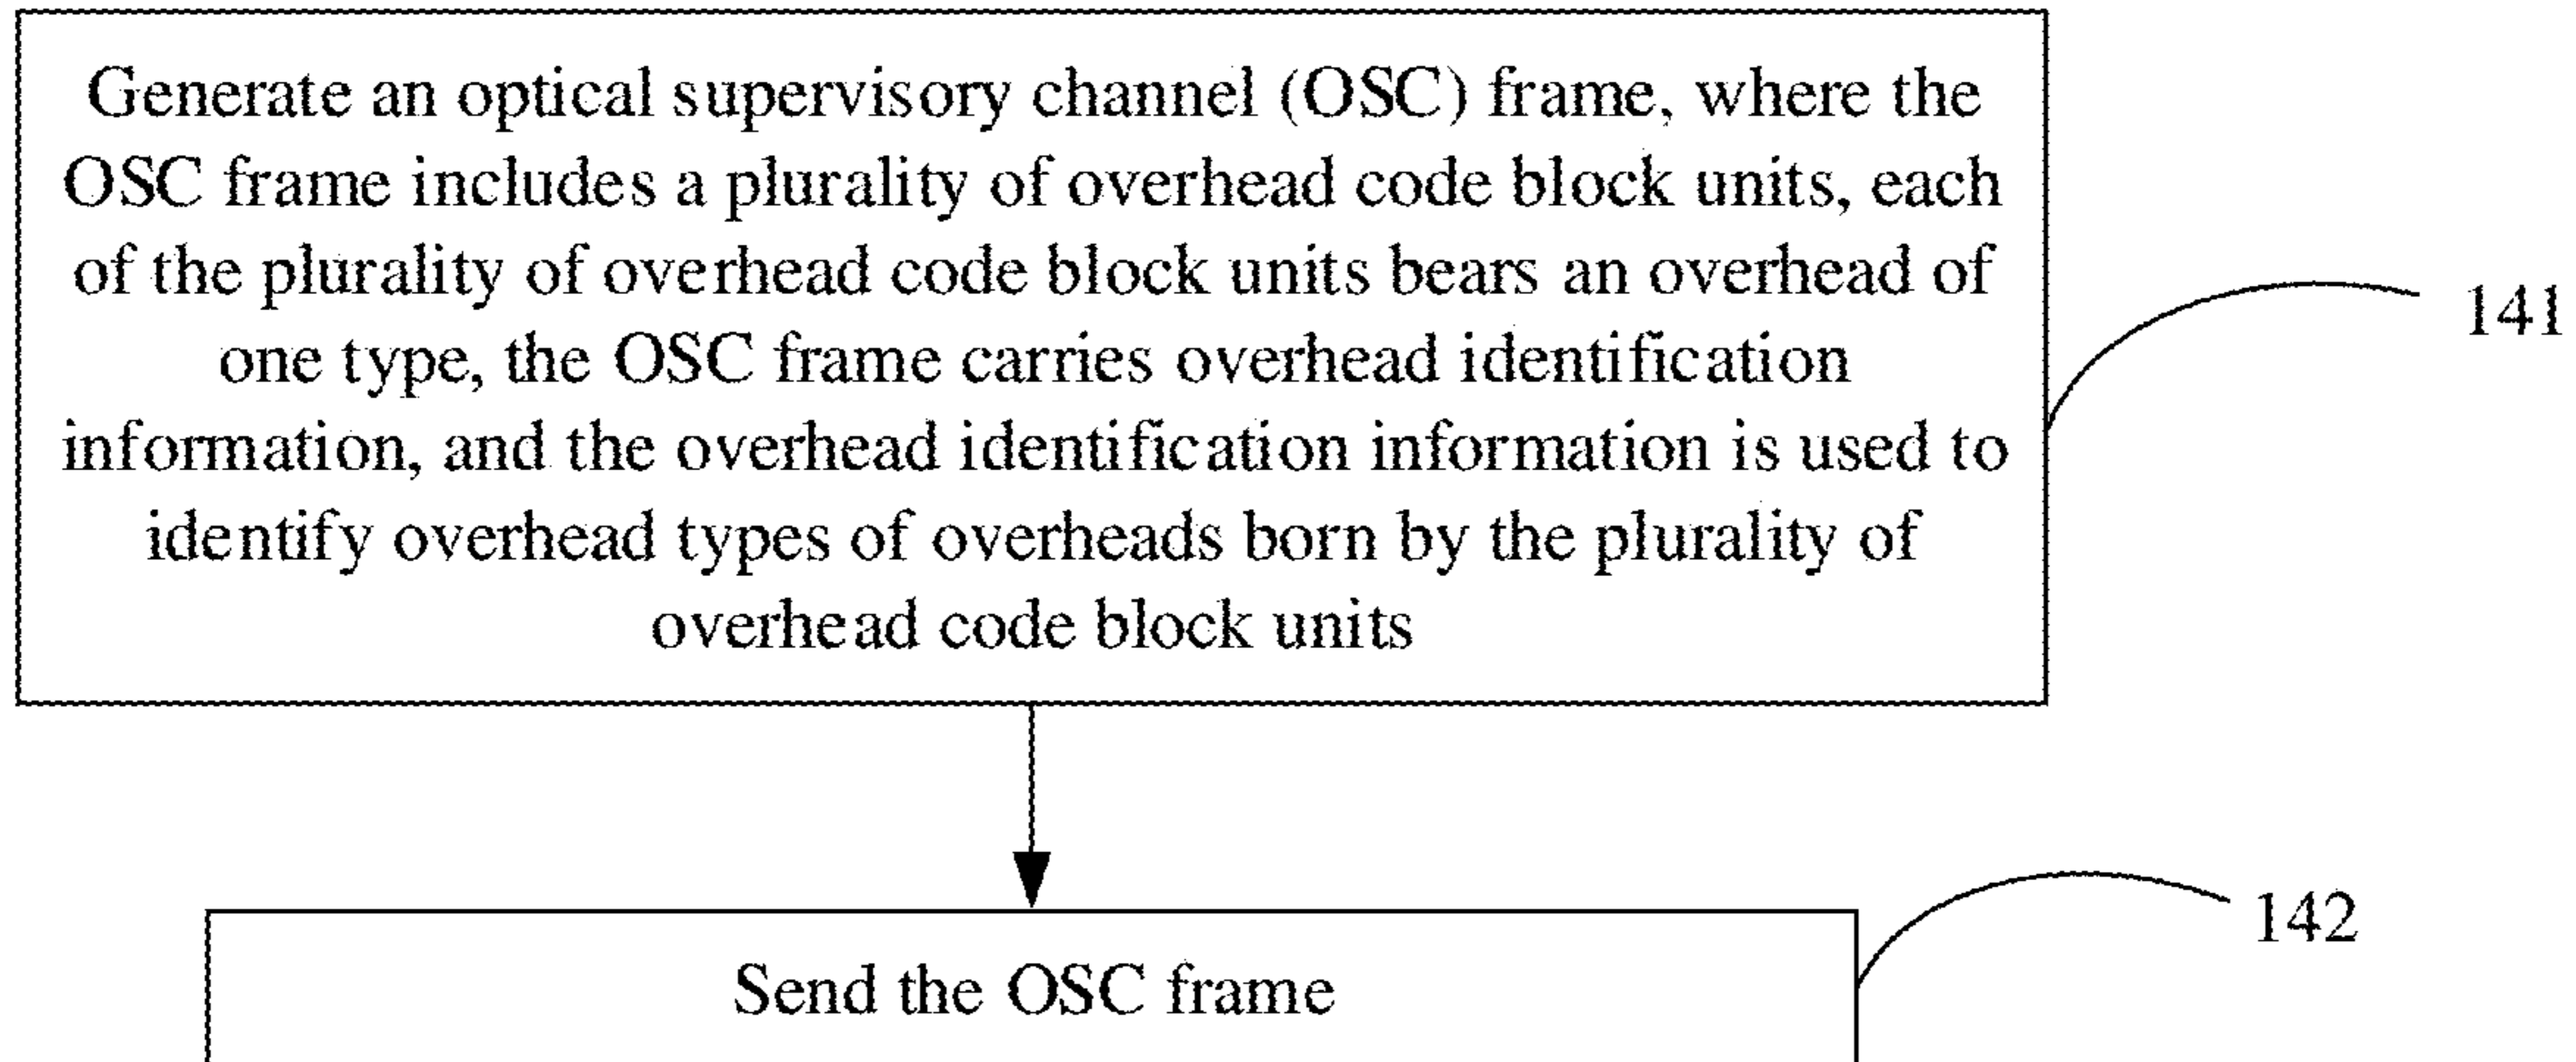 Generate an optical supervisory channel (OSC) frame, where the
OSC frame includes a plurality of overhead code block units, each
of the plurality of overhead code block units bears an overhead of
one type, the OSC frame carries overhead identification
information, and the overhead identification information is used to
identify overhead types of overheads born by the plurality of
overhead code block units
141
142
Send the OSC frame